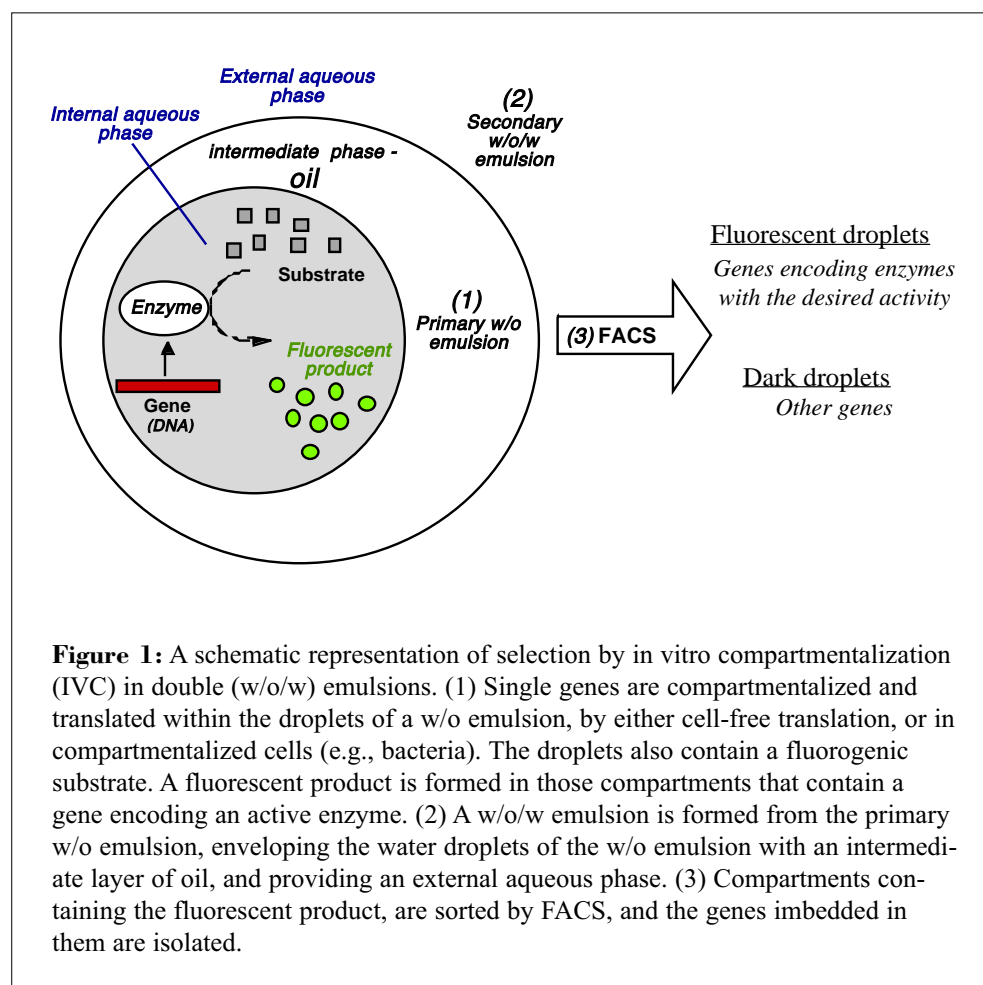 External aqueous
phase
Internal aqueous
phase
(2)
Secondary
w/o/w
emulsion
intermediate phase -
oil
Substrate
Enzyme
(1)
Primary w/o
emulsion
Fluorescent
product
Gene
(DNA)
(3) FACS
Fluorescent droplets
Genes encoding enzymes
with the desired activity
Dark droplets
Other genes
Figure 1: A schematic representation of selection by in vitro compartmentalization
(IVC) in double (w/o/w) emulsions. (1) Single genes are compartmentalized and
translated within the droplets of a w/o emulsion, by either cell-free translation, or in
compartmentalized cells (e.g., bacteria). The droplets also contain a fluorogenic
substrate. A fluorescent product is formed in those compartments that contain a
gene encoding an active enzyme. (2) A w/o/w emulsion is formed from the primary
w/o emulsion, enveloping the water droplets of the w/o emulsion with an intermedi-
ate layer of oil, and providing an external aqueous phase. (3) Compartments con-
taining the fluorescent product, are sorted by FACS, and the genes imbedded in
them are isolated.